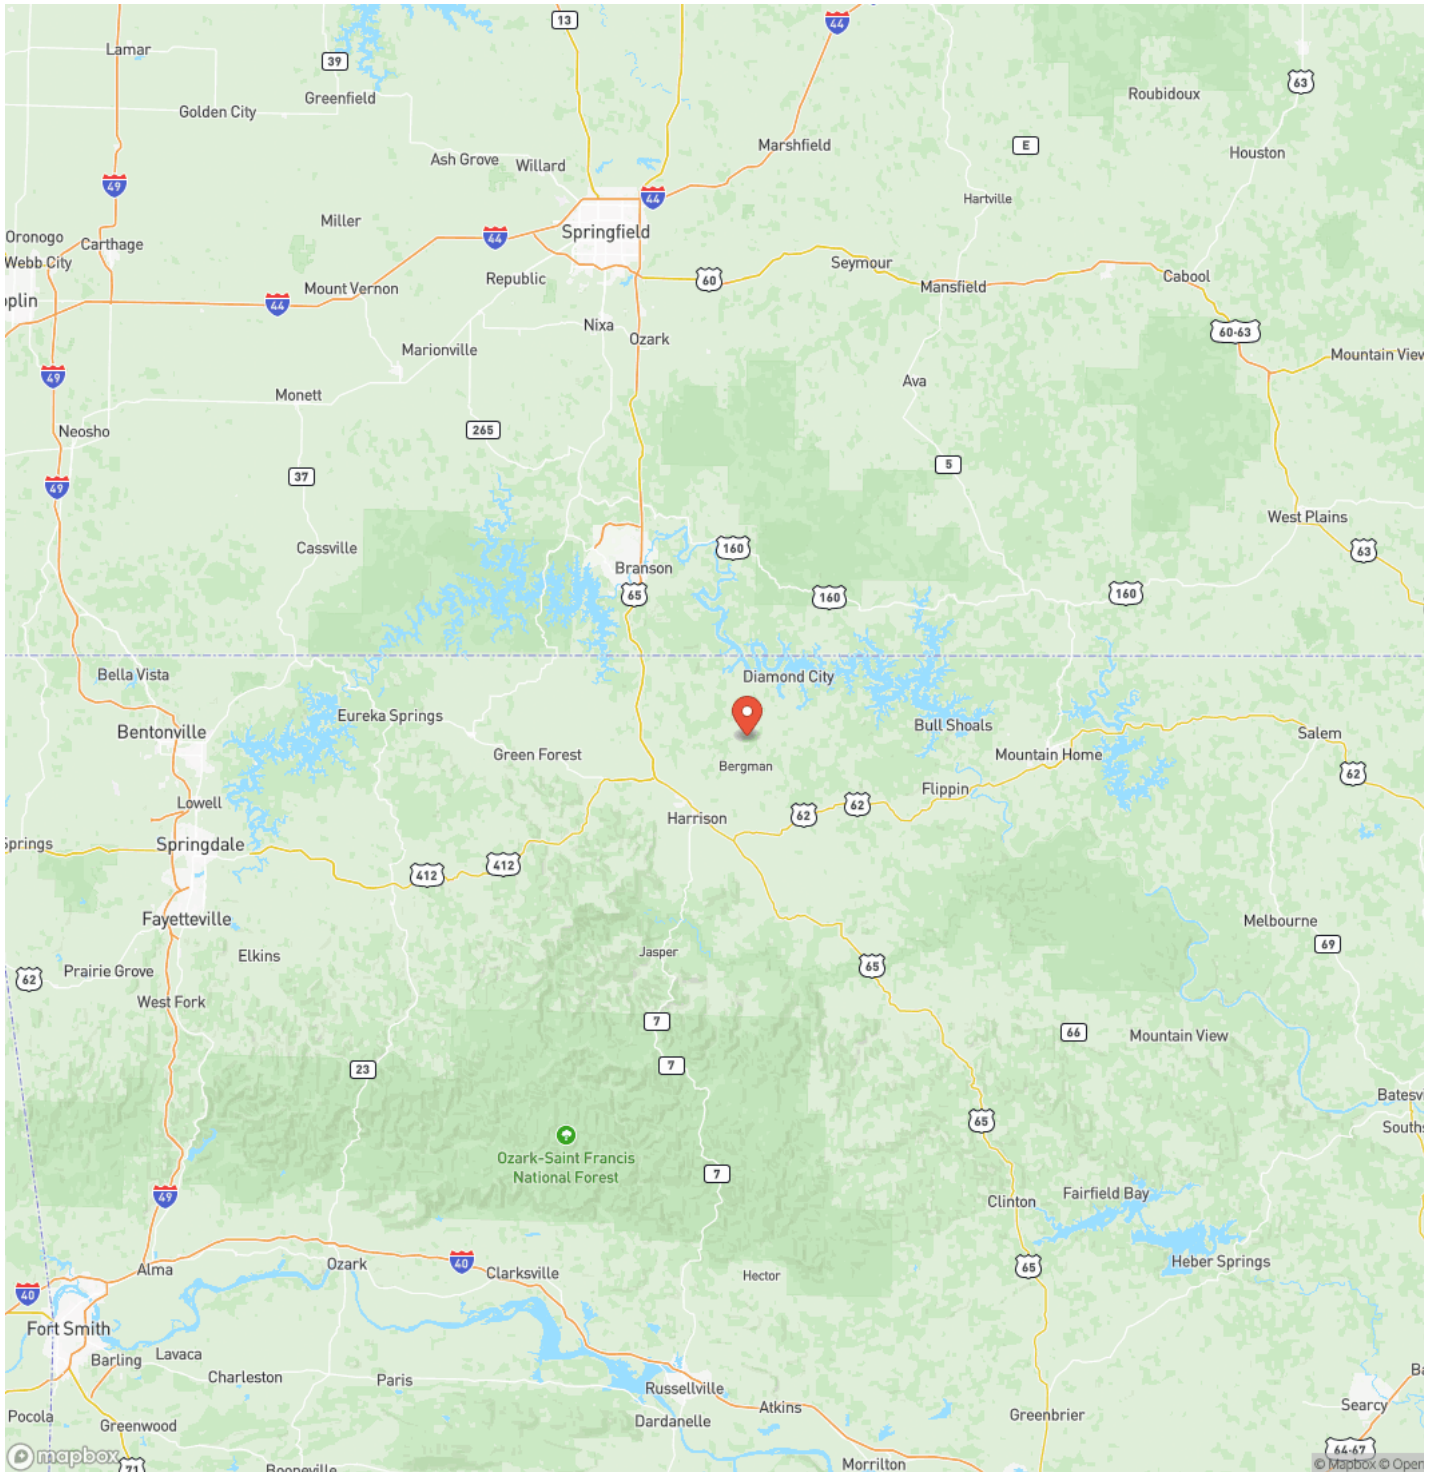 13
44
Lamar
39
63
Greenfield
Roubidoux
Golden City
Marshfield
E
Ash Grove
Willard
Houston
49
44
Hartville
Miller
Springfield
Oronogo
Carthage
44
Webb City
Seymour
Republic
60
Cabool
Mount Vernon
Mansfield
oplin
44
Nixa
60-63
Ozark
Marionville
Mountain View
49
Ava
Monett
Neosho
265
5
37
49
West Plains
Cassville
160
63
Branson
65
160
160
Bella Vista
Diamond City
Eureka Springs
Bull Shoals
Bentonville
Salem
Green Forest
Mountain Home
Bergman
62
Flippin
Lowell
62
62
Harrison
Springs
Springdale
412
412
Fayetteville
Melbourne
69
Jasper
Elkins
65
Prairie Grove
62
West Fork
7
66
Mountain View
7
23
Batesv
65
Souths
Ozark-Saint Francis
National Forest
7
49
Fairfield Bay
Clinton
40
Heber Springs
Ozark
65
Alma
Clarksville
Hector
40
Fort Smith
Lavaca
Barling
Ba
Charleston
Paris
Russellville
Searcy
Atkins
Pocola
Greenbrier
Dardanelle
Greenwood
64-67
mapbox
Morrilton
71
Booneville
© Mapbox © Open